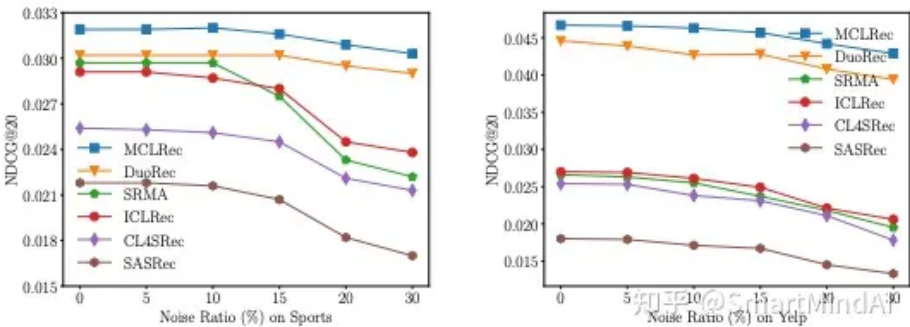 0.033
0.030
0.027
0.024
0.021
0.018
0.015
NDCG@20
MCLRec
DuoRec
SRMA
ICLRec
CL4SRec
SASRec
0 5 10 15 20 30
Noise Ratio (%) on Sports
0.045
0.040
0.035
0.030
0.025
0.020
0.015
NDCG@20
MCLRec
DuoRec
SRMA
ICLRec
CL4SRec
SASRec
0 5 10 15 20 30
Noise Ratio (%) on Yelp
知乎 @SmartMindAI